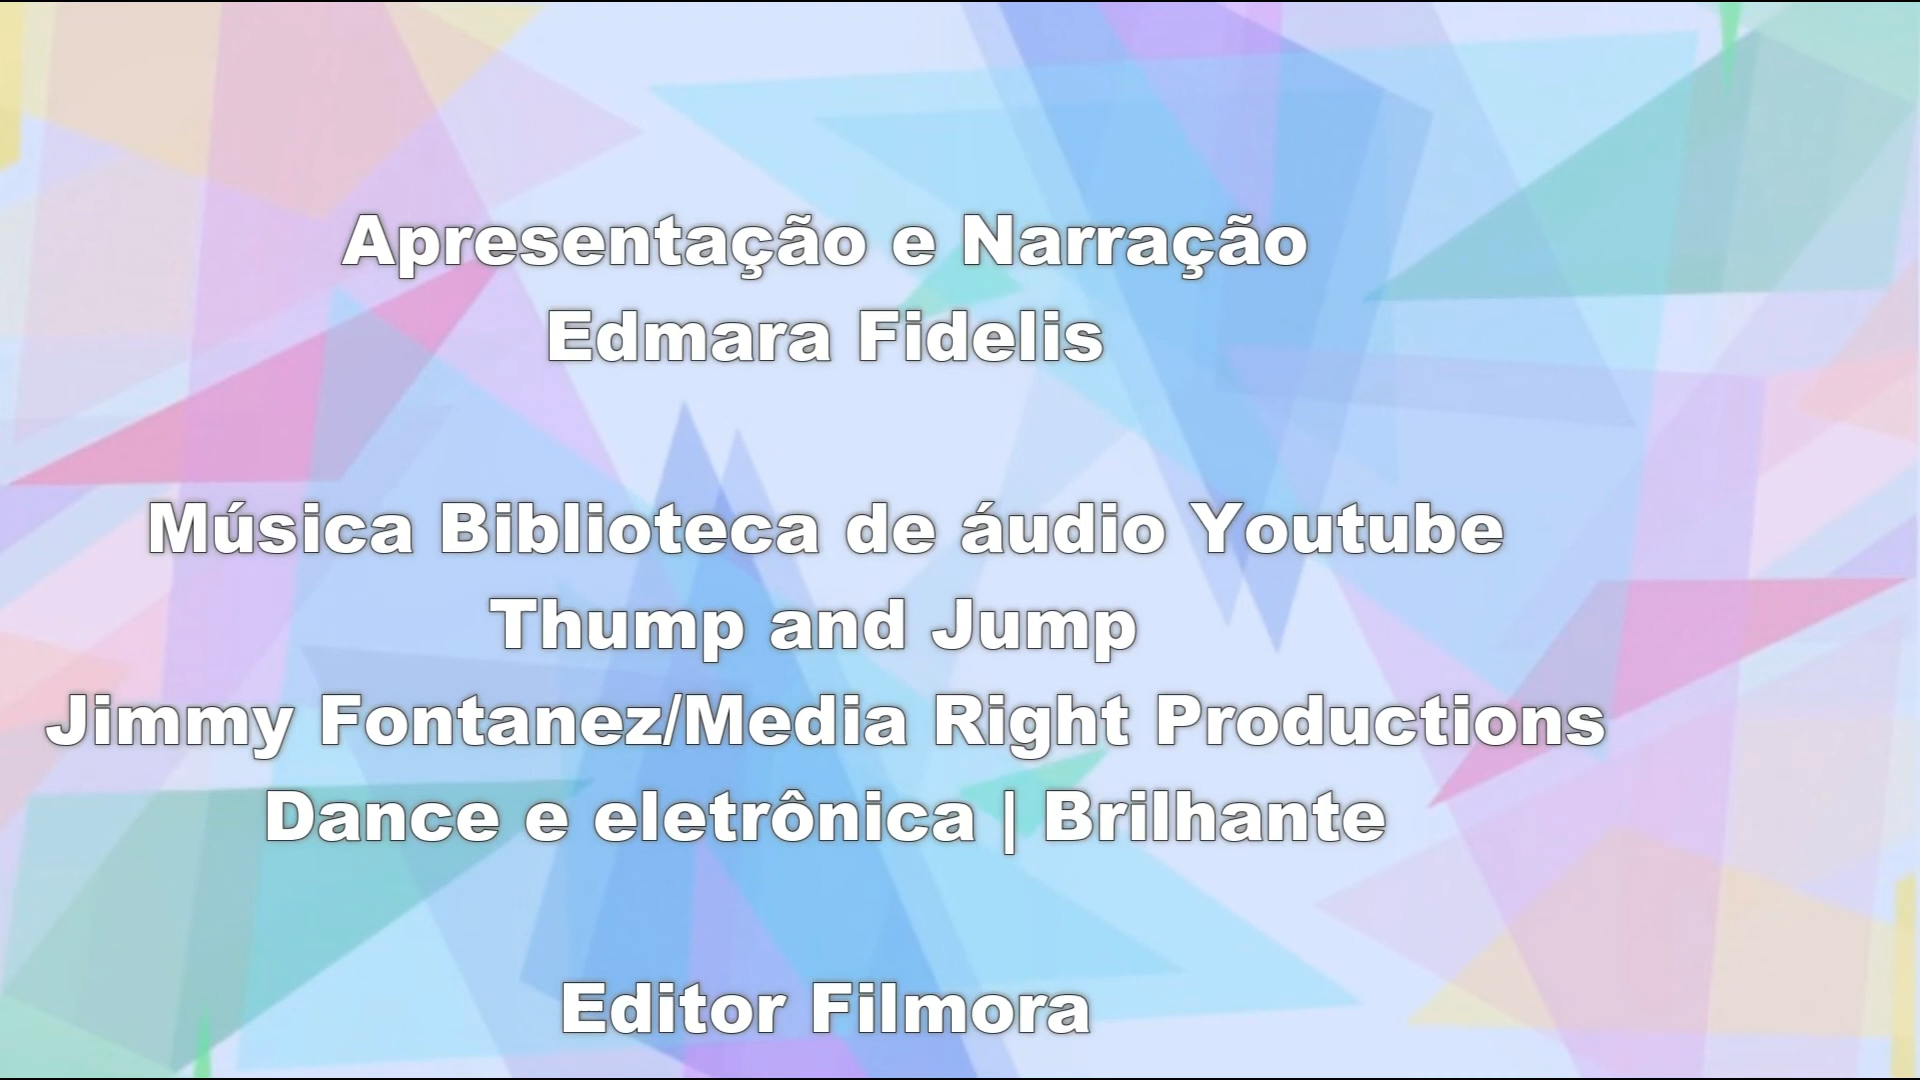 Apresentação e Narração
Edmara Fidelis
Música Biblioteca de áudio Youtube
Thump and Jump
Jimmy Fontanez/Media Right Productions
Dance e eletrônica | Brilhante
Editor Filmora